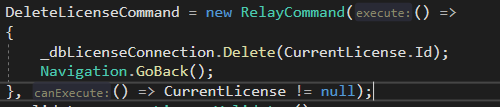 DeleteLicenseCommand = new RelayCommand(execute:() =>
{
_dbLicenseConnection.Delete(CurrentLicense.Id);
Navigation.GoBack();
}, canExecute:() => CurrentLicense != null);